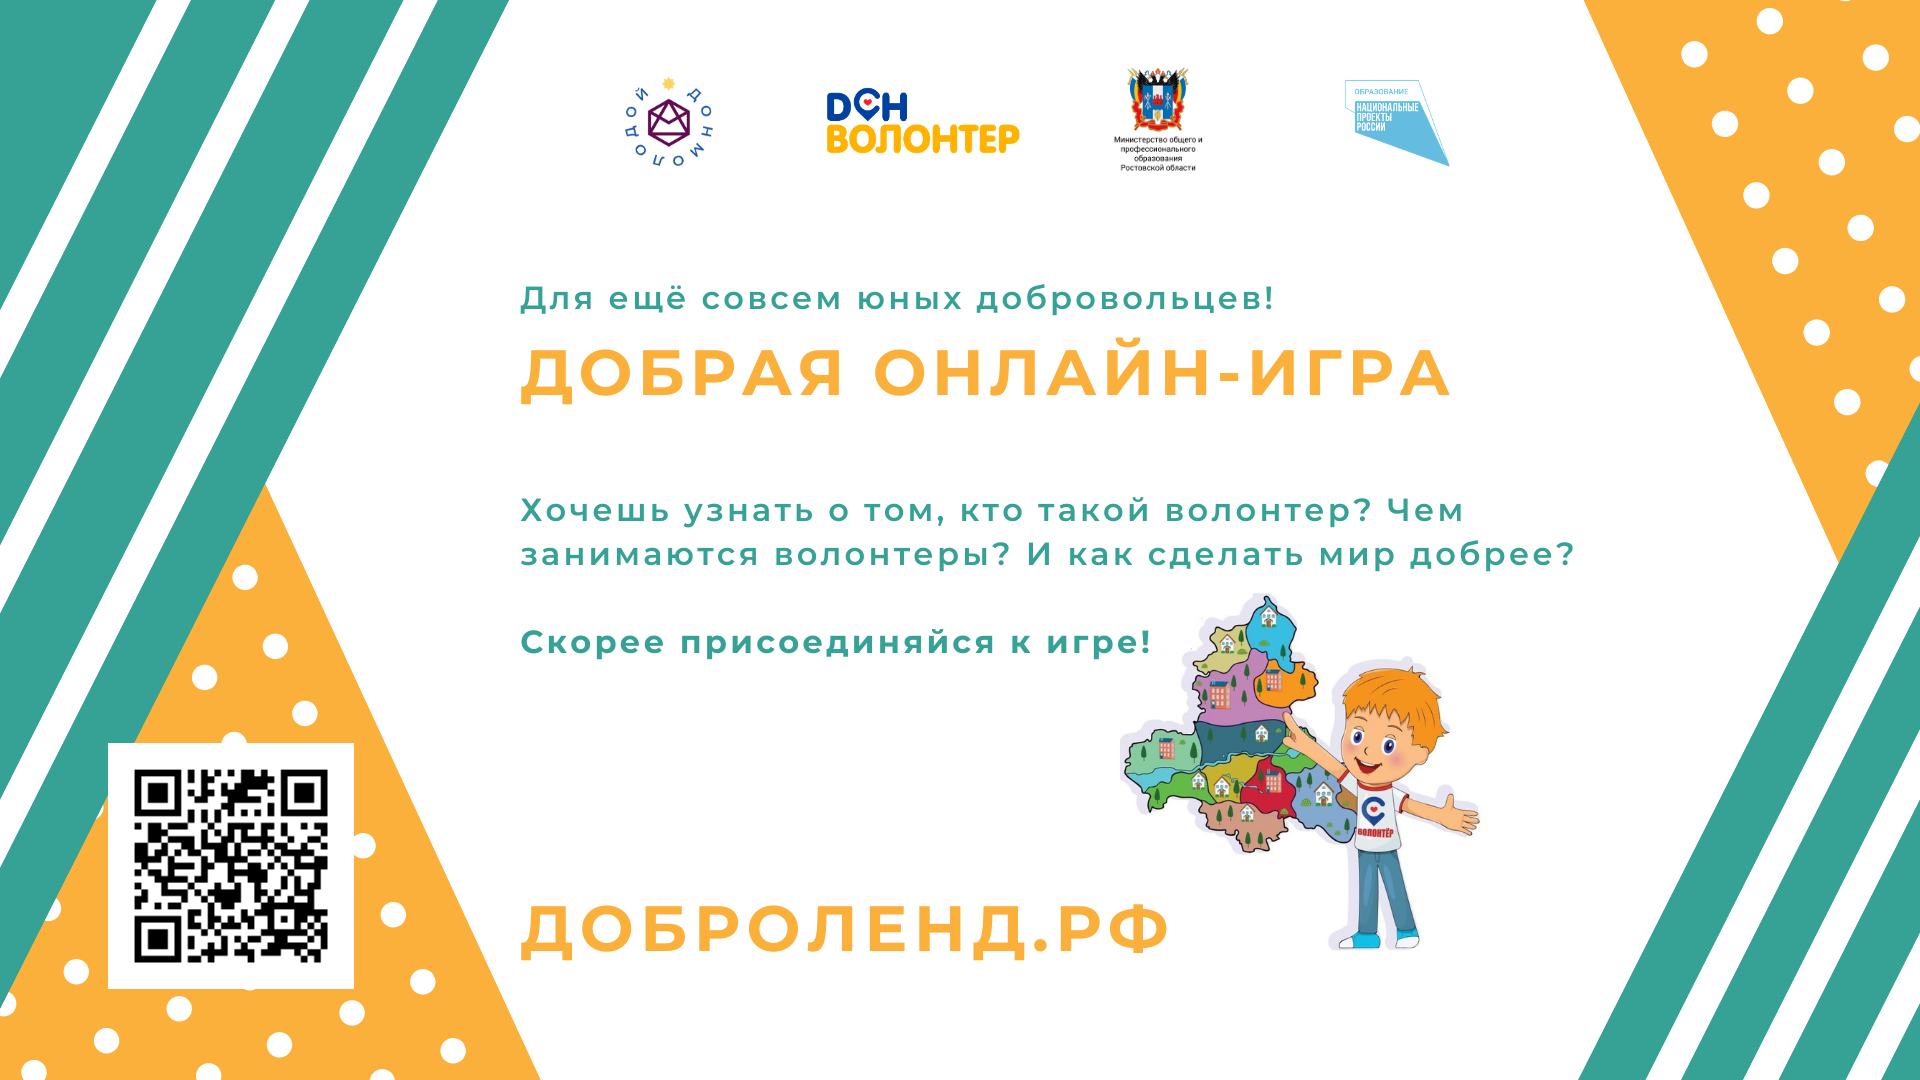 МОЛОДОЙ ДОН
ДОН
ВОЛОНТЕР
Министерство общего и
профессионального
образования
Ростовской области
ОБРАЗОВАНИЕ
НАЦИОНАЛЬНЫЕ
ПРОЕКТЫ
РОССИИ
Для ещё совсем юных добровольцев!
ДОБРАЯ ОНЛАЙН-ИГРА
Хочешь узнать о том, кто такой волонтер? Чем
занимаются волонтеры? И как сделать мир добрее?
Скорее присоединяйся к игре!
ВОЛОНТЁР
ДОБРОЛЕНД.РФ